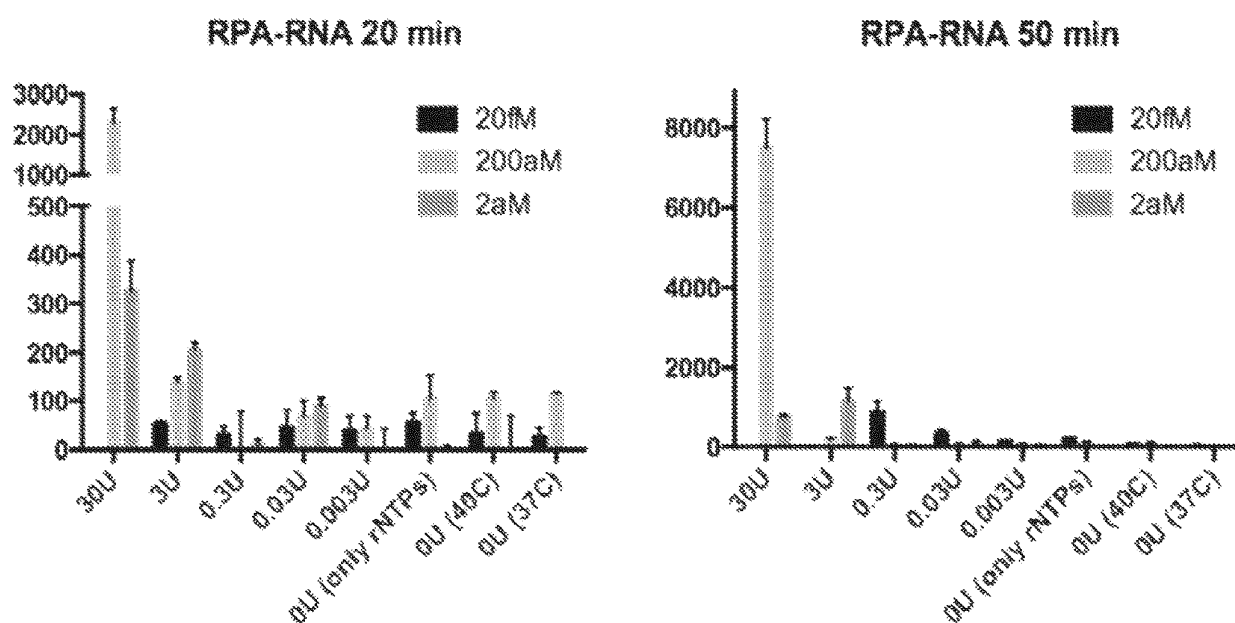 RPA-RNA 20 min
3000
2000
1000
500
400
300
200
100
0
20fM
200aM
2aM
30U
3U
0.3U
0.03U
0.003U
0U (only rNTPs)
0U (40C)
0U (37C)
RPA-RNA 50 min
8000
6000
4000
2000
0
20fM
200aM
2aM
30U
3U
0.3U
0.03U
0.003U
0U (only rNTPs)
0U (40C)
0U (37C)